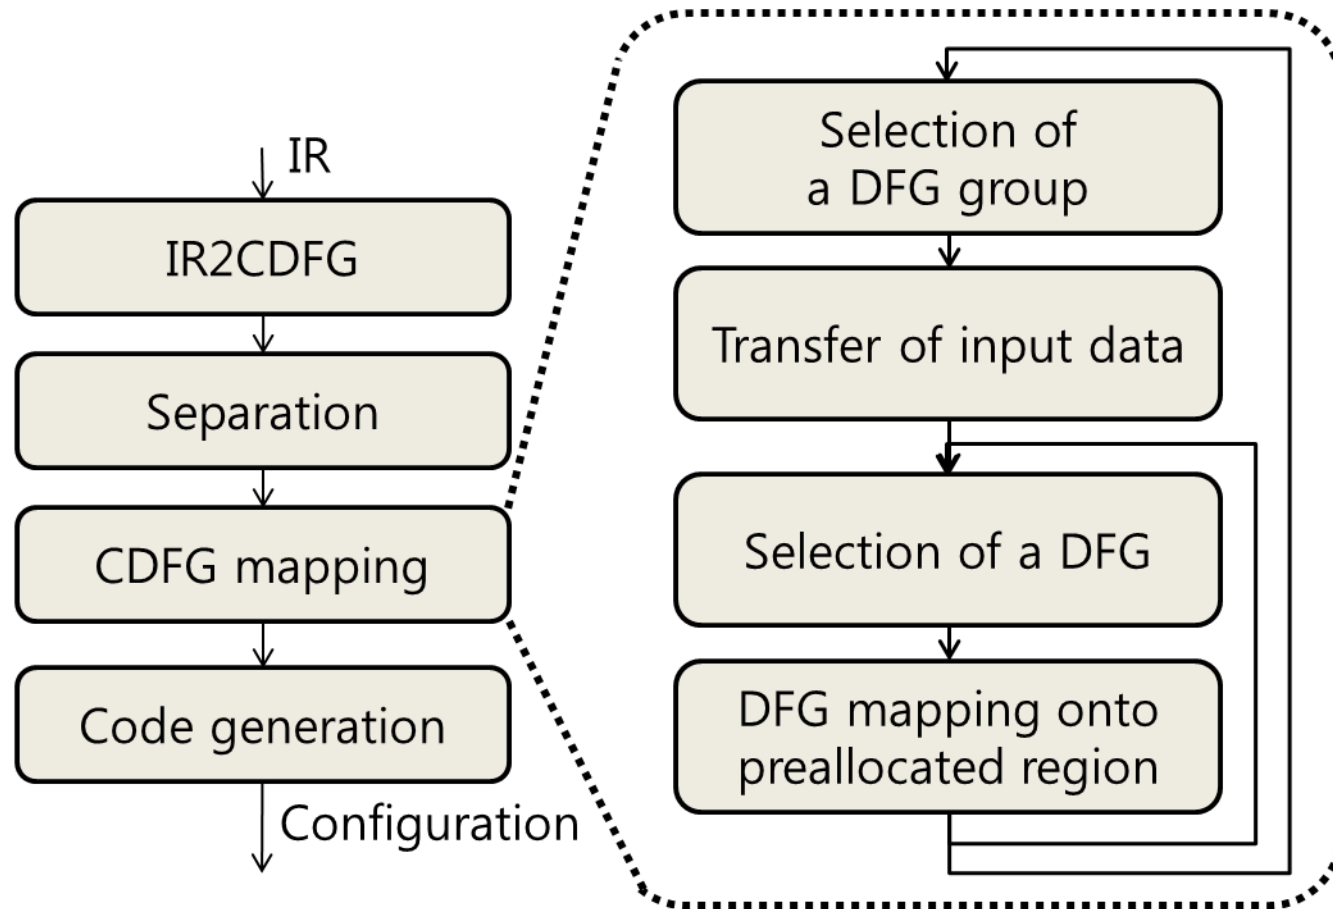 IR
IR2CDFG
Separation
CDFG mapping
Code generation
Configuration
Selection of
a DFG group
Transfer of input data
Selection of a DFG
DFG mapping onto
preallocated region